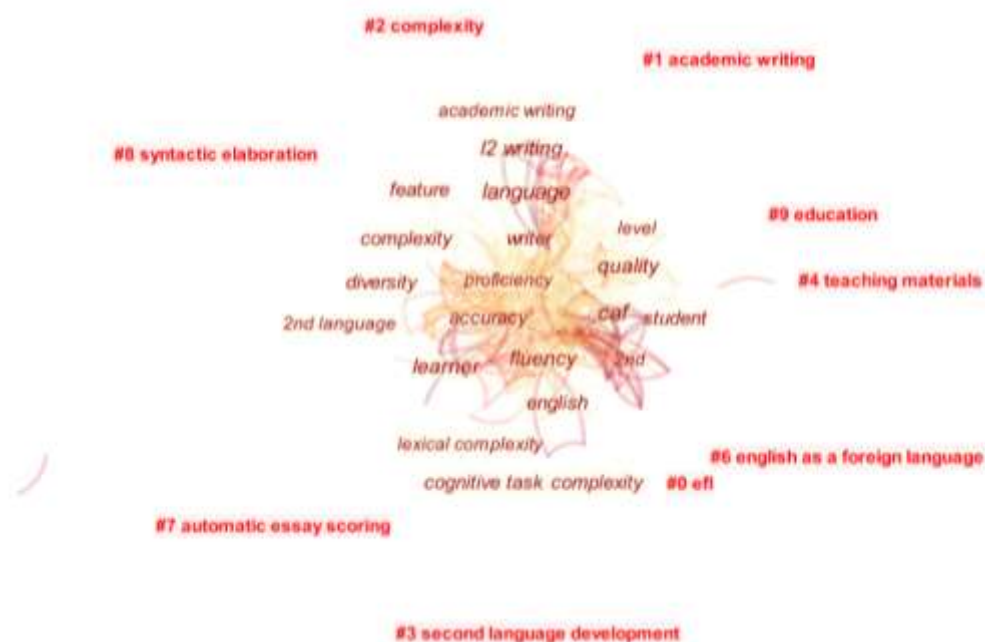 #2 complexity
#1 academic writing
academic writing
l2 writing
#8 syntactic elaboration
feature
language
#9 education
level
complexity
writer
quality
diversity
proficiency
#4 teaching materials
2nd language
accuracy
caf
student
learner
fluency
2nd
english
lexical complexity
#6 english as a foreign language
cognitive task complexity
#0 efl
#7 automatic essay scoring
#3 second language development